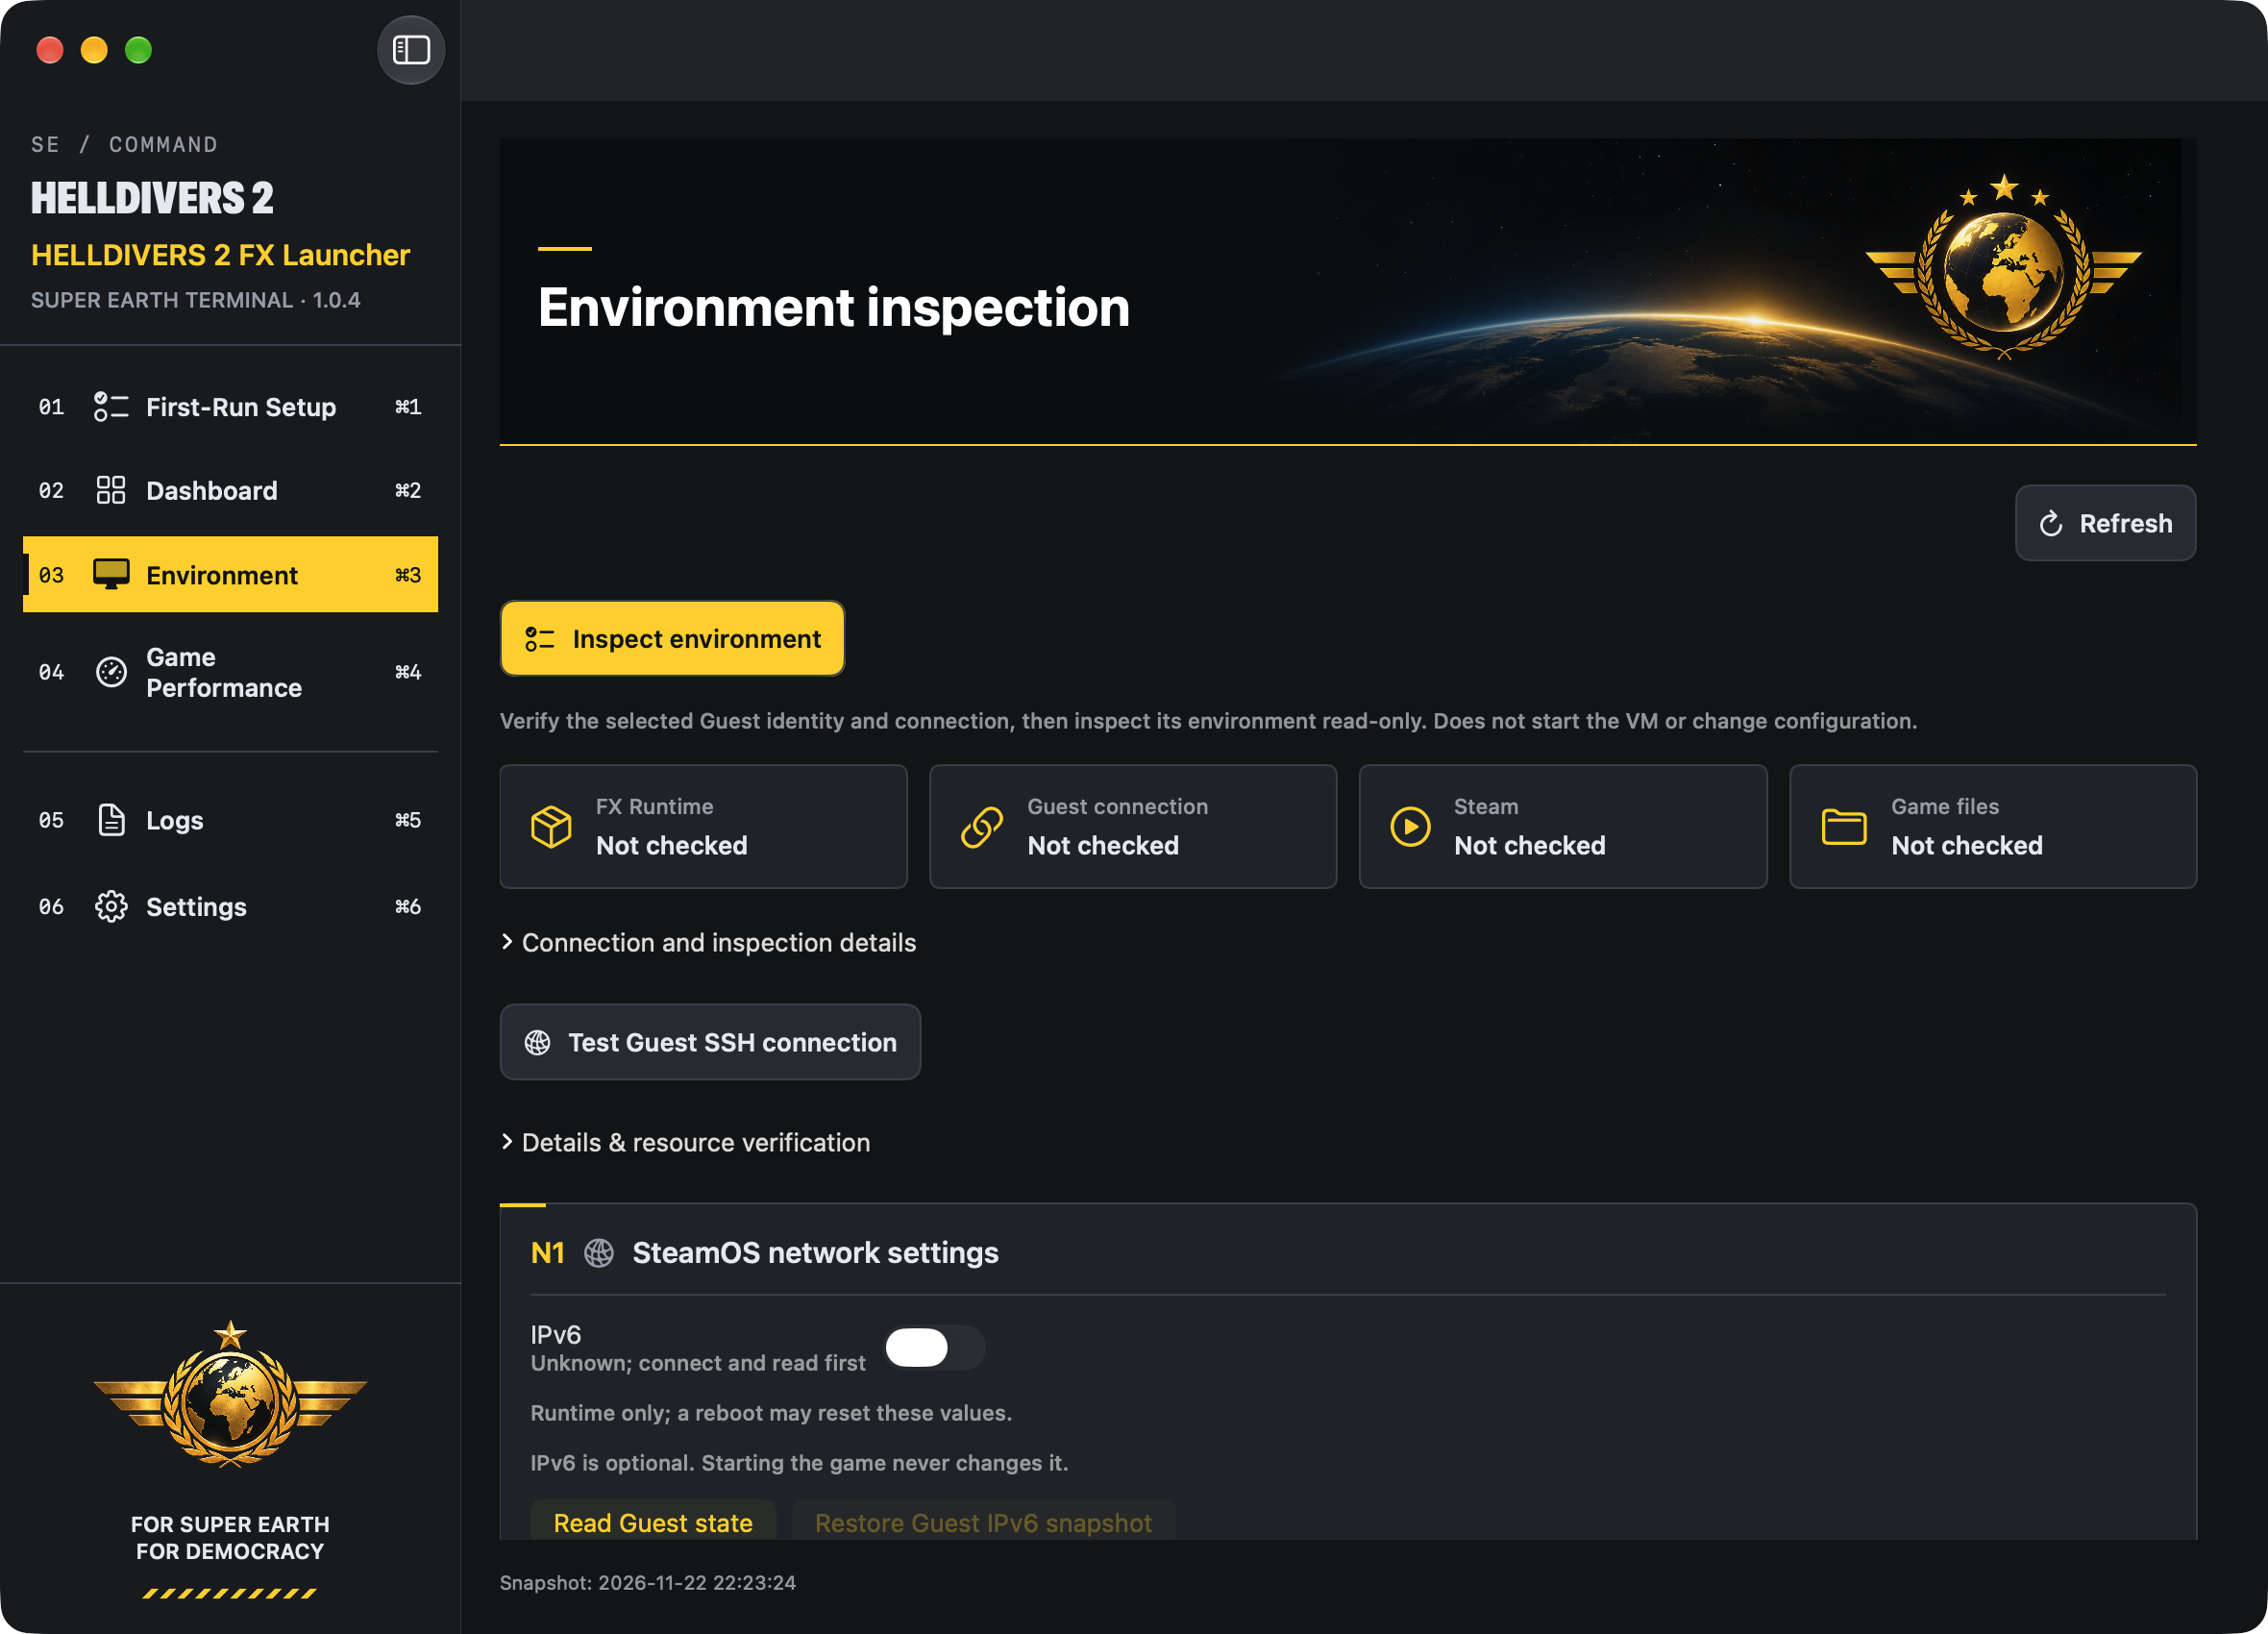 SE / COMMAND
HELLDIVERS 2
HELLDIVERS 2 FX Launcher
SUPER EARTH TERMINAL · 1.0.4
01 First-Run Setup ⌘1
02 Dashboard ⌘2
03 Environment ⌘3
04 Game Performance ⌘4
05 Logs ⌘5
06 Settings ⌘6
FOR SUPER EARTH
FOR DEMOCRACY
Environment inspection
Refresh
Inspect environment
Verify the selected Guest identity and connection, then inspect its environment read-only. Does not start the VM or change configuration.
FX Runtime
Not checked
Guest connection
Not checked
Steam
Not checked
Game files
Not checked
Connection and inspection details
Test Guest SSH connection
Details & resource verification
N1 SteamOS network settings
IPv6
Unknown; connect and read first
Runtime only; a reboot may reset these values.
IPv6 is optional. Starting the game never changes it.
Read Guest state
Restore Guest IPv6 snapshot
Snapshot: 2026-11-22 22:23:24